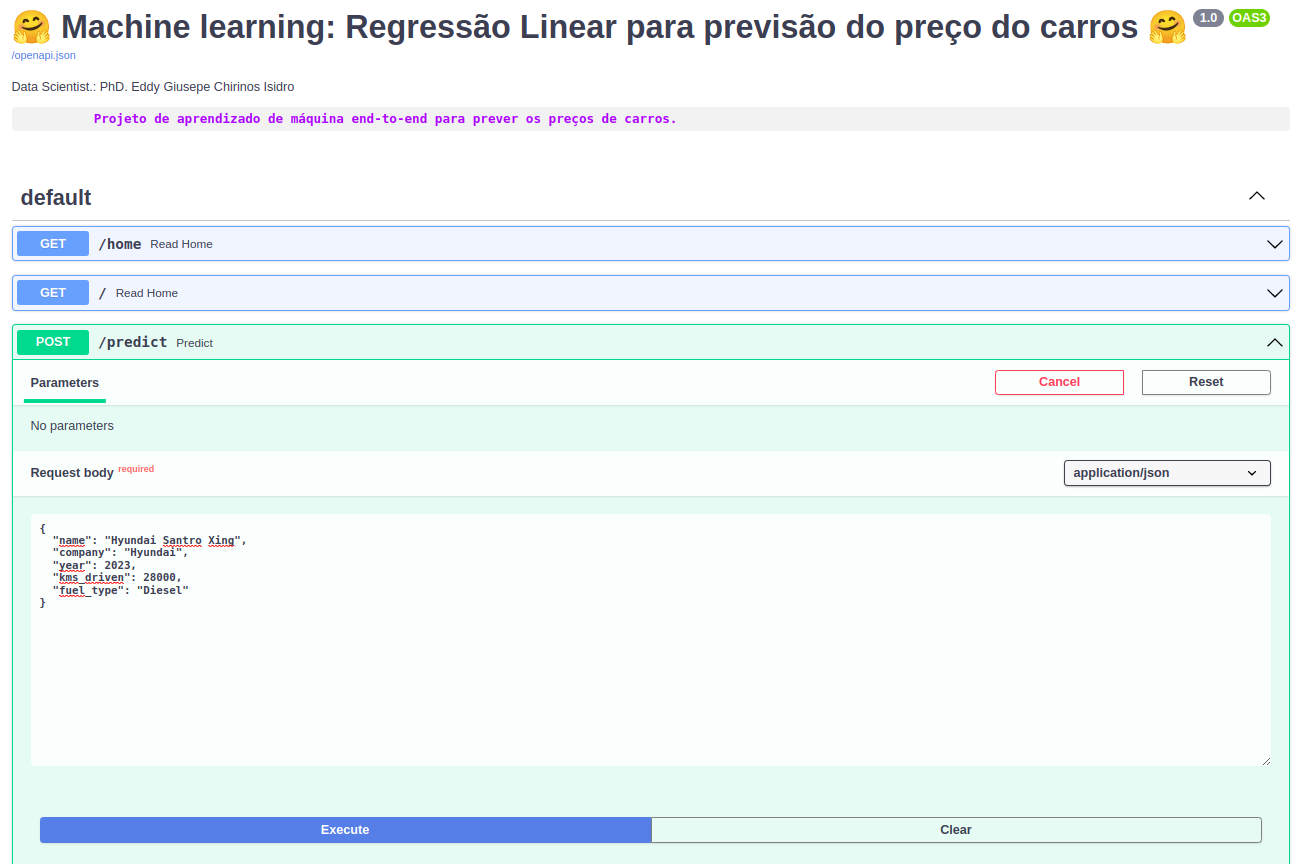 🤗 Machine learning: Regressão Linear para previsão do preço do carros 🤗 1.0 OAS3
/openapi.json
Data Scientist.: PhD. Eddy Giusepe Chirinos Isidro
Projeto de aprendizado de máquina end-to-end para prever os preços de carros.
default
GET /home Read Home
GET / Read Home
POST /predict Predict
Parameters Cancel Reset
No parameters
Request body required application/json
{
"name": "Hyundai Santro Xing",
"company": "Hyundai",
"year": 2023,
"kms_driven": 28000,
"fuel_type": "Diesel"
}
Execute Clear